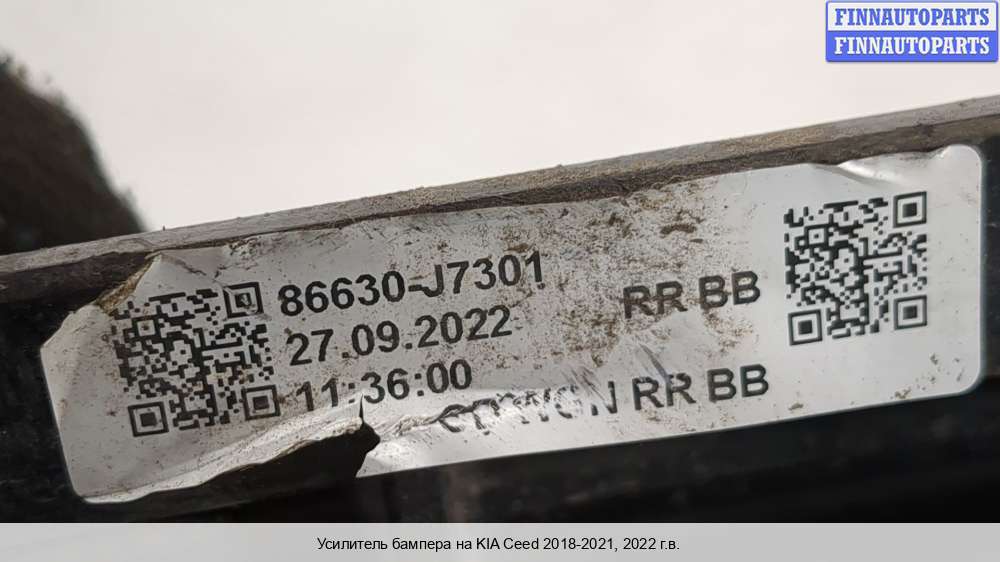 FINNAUTOPARTS
FINNAUTOPARTS
86630-J7301
27.09.2022
11:36:00
RR BB
RR BB
Усилитель бампера на KIA Ceed 2018-2021, 2022 г.в.